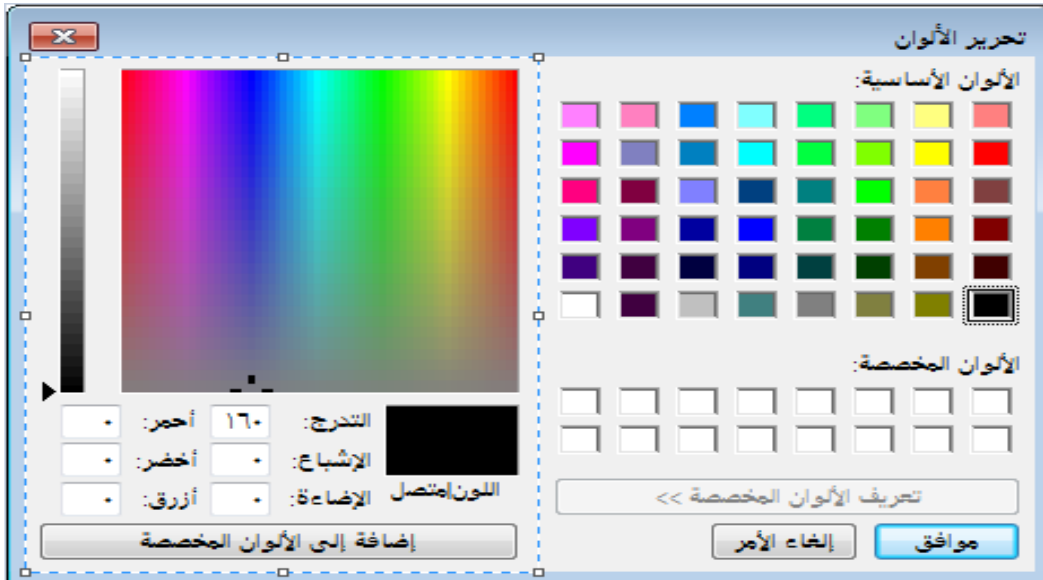 تحرير الألوان
الألوان الأساسية:
الألوان المخصصة:
تعريف الألوان المخصصة >>
موافق
إلغاء الأمر
اللون|متصل
التدرج: ١٦٠ أحمر: ٠
الإشباع: ٠ أخضر: ٠
الإضاءة: ٠ أزرق: ٠
إضافة إلى الألوان المخصصة